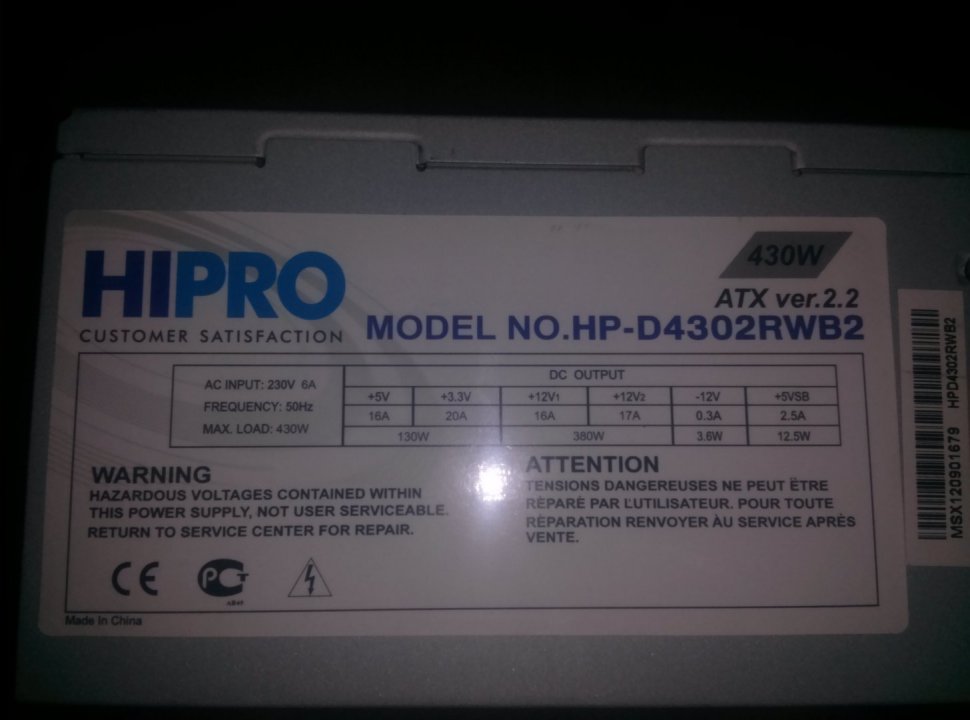 HIPRO
CUSTOMER SATISFACTION
430W
ATX ver.2.2
MODEL NO.HP-D4302RWB2
AC INPUT: 230V 6A
FREQUENCY: 50Hz
MAX. LOAD: 430W
DC OUTPUT
+5V +3.3V +12V1 +12V2 -12V +5VSB
16A 20A 16A 17A 0.3A 2.5A
130W 380W 3.6W 12.5W
WARNING
HAZARDOUS VOLTAGES CONTAINED WITHIN
THIS POWER SUPPLY, NOT USER SERVICEABLE.
RETURN TO SERVICE CENTER FOR REPAIR.
ATTENTION
TENSIONS DANGEREUSES NE PEUT ËTRE
RÉPARÉ PAR L'UTILISATEUR. POUR TOUTE
RÉPARATION RENVOYER ÀU SERVICE APRÉS
VENTE.
CE
PCT
Made In China
MSX120901679 HPD4302RWB2